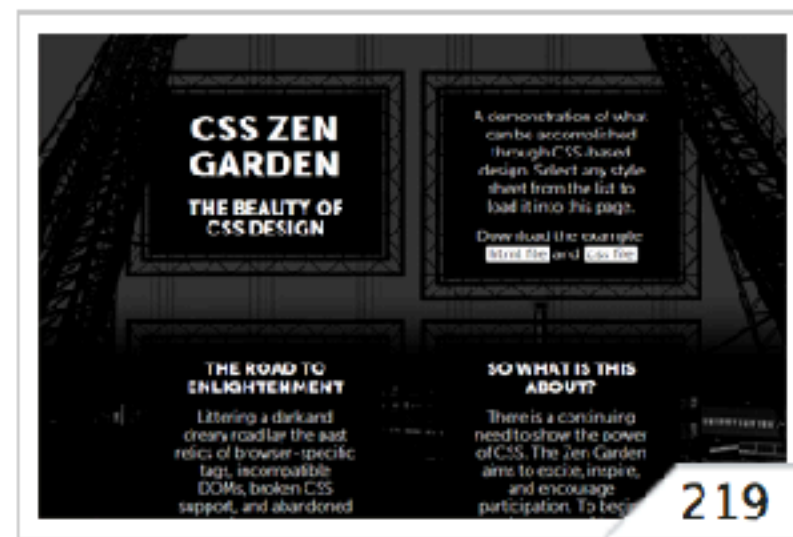 CSS ZEN
GARDEN
THE BEAUTY OF
CSS DESIGN
A demonstration of what
can be accomplished
through CSS-based
design. Select any style
sheet from the list to
load it into this page.
Download the example
html file and css file
THE ROAD TO
ENLIGHTENMENT
Littering a dark and
dreary road lay the past
relics of browser-specific
tags, incompatible
DOMs, broken CSS
support, and abandoned
SO WHAT IS THIS
ABOUT?
There is a continuing
need to show the power
of CSS. The Zen Garden
aims to excite, inspire,
and encourage
participation. To begin
219